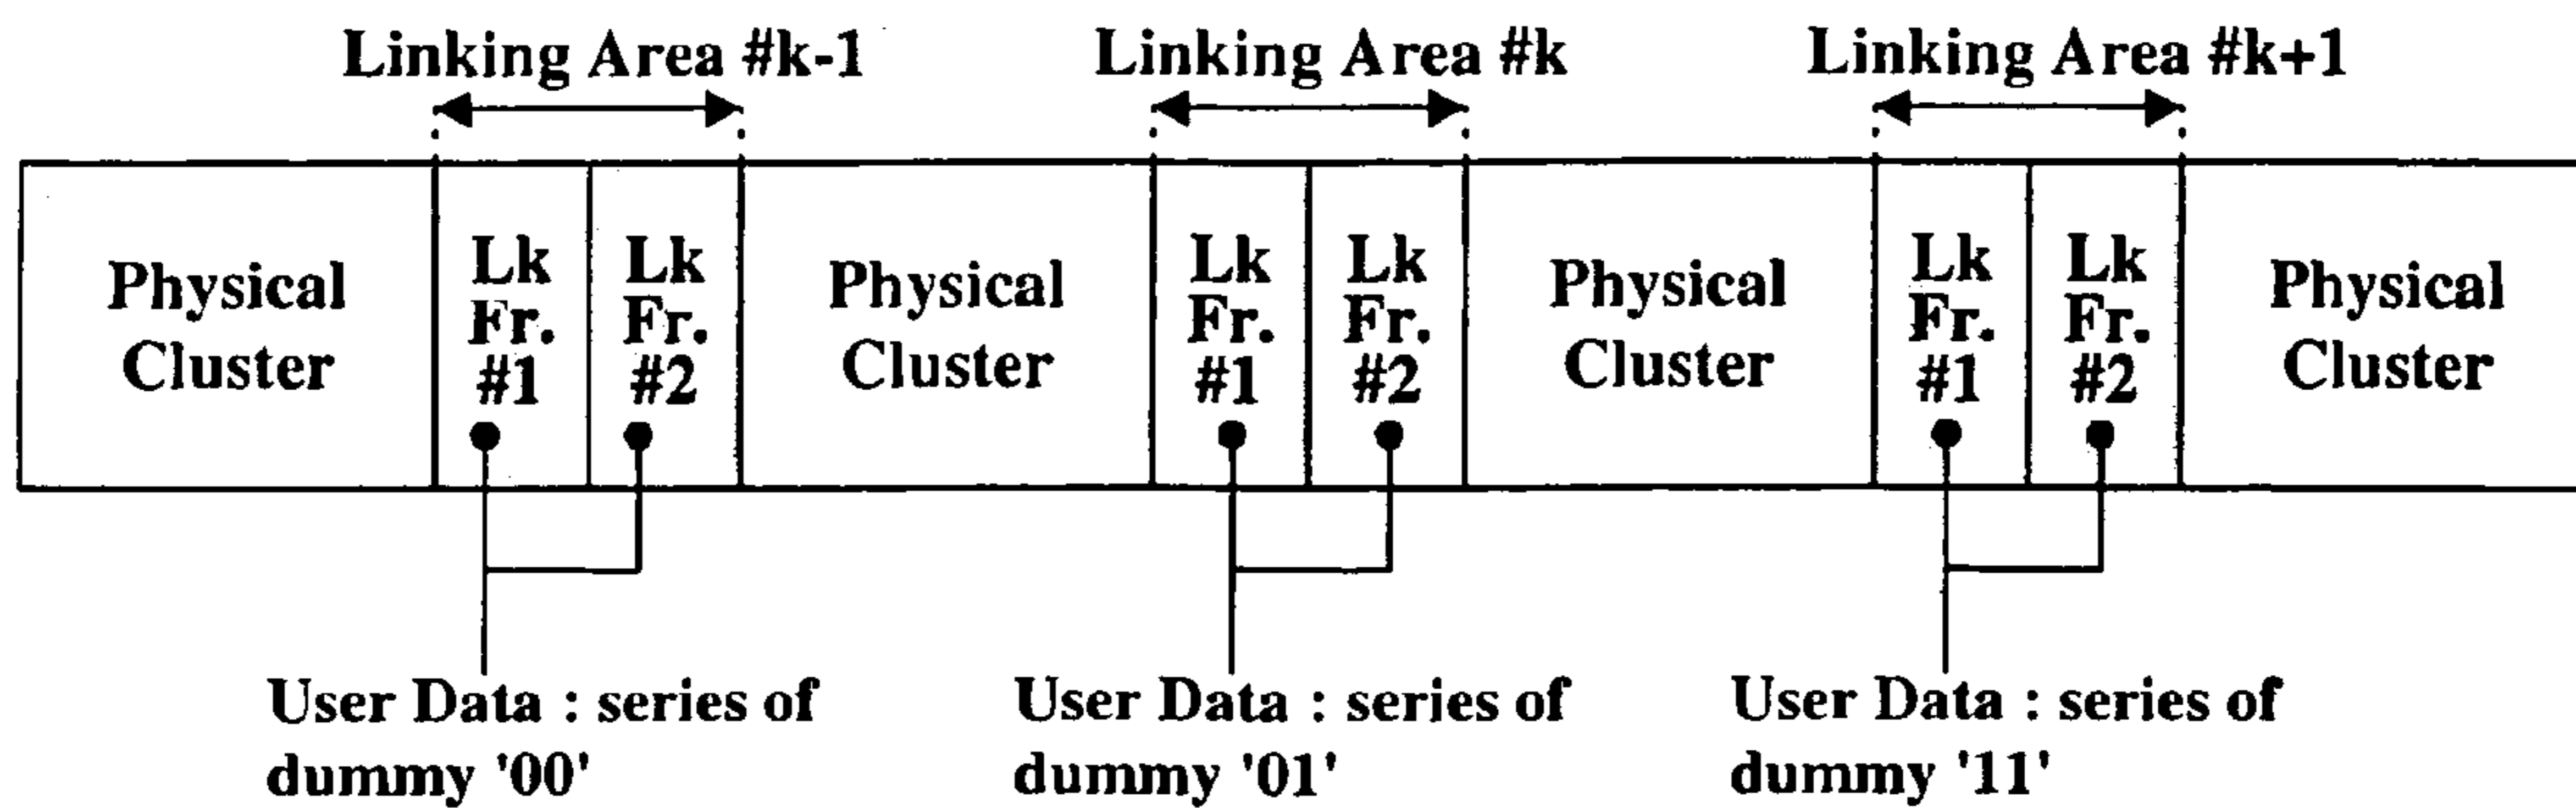 Linking Area #k-1
Linking Area #k
Linking Area #k+1
Physical
Cluster
Lk
Fr.
#1
Lk
Fr.
#2
Physical
Cluster
Lk
Fr.
#1
Lk
Fr.
#2
Physical
Cluster
Lk
Fr.
#1
Lk
Fr.
#2
Physical
Cluster
User Data : series of
dummy '00'
User Data : series of
dummy '01'
User Data : series of
dummy '11'